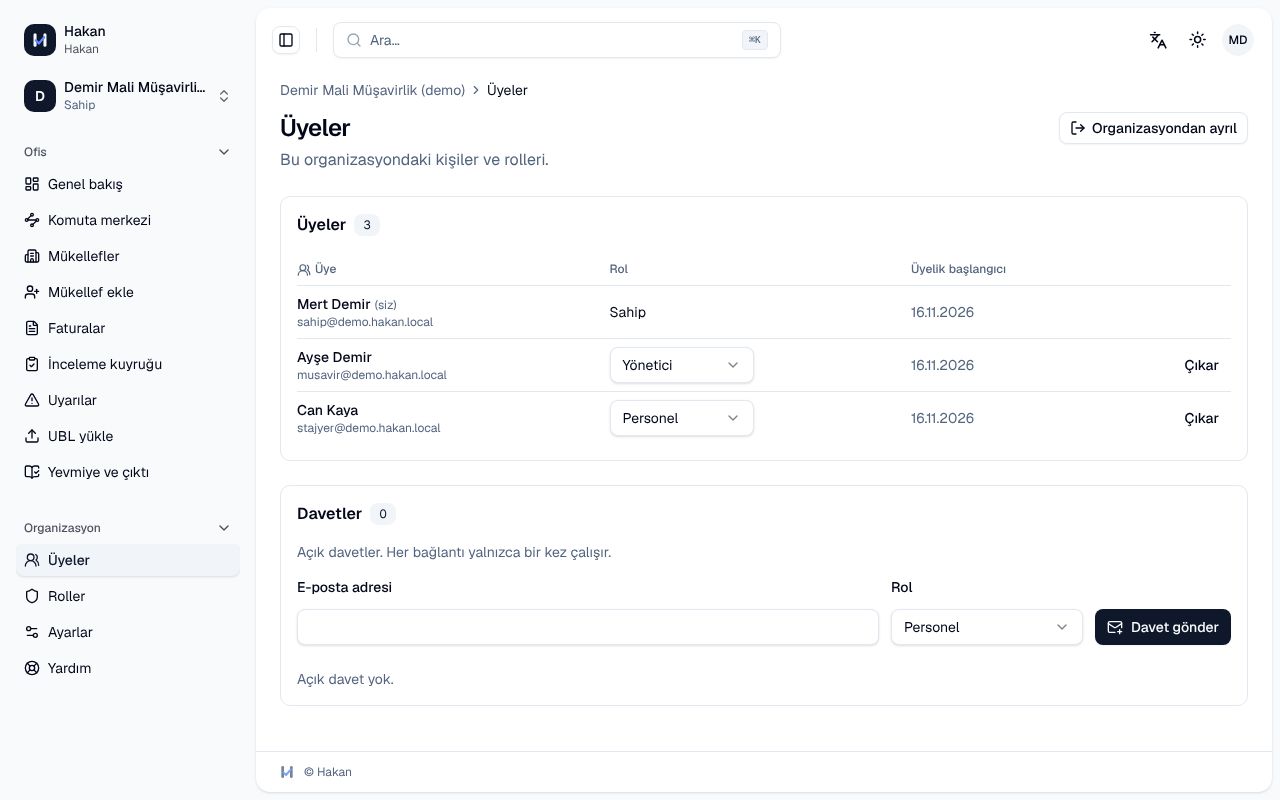 Hakan
Hakan
Demir Mali Müşavirli...
Sahip
Ofis
Genel bakış
Komuta merkezi
Mükellefler
Mükellef ekle
Faturalar
İnceleme kuyruğu
Uyarılar
UBL yükle
Yevmiye ve çıktı
Organizasyon
Üyeler
Roller
Ayarlar
Yardım
Ara... ⌘K
MD
Demir Mali Müşavirlik (demo) > Üyeler
Üyeler
Organizasyondan ayrıl
Bu organizasyondaki kişiler ve rolleri.
Üyeler 3
Üye Rol Üyelik başlangıcı
Mert Demir (siz) Sahip 16.11.2026
sahip@demo.hakan.local
Ayşe Demir Yönetici 16.11.2026 Çıkar
musavir@demo.hakan.local
Can Kaya Personel 16.11.2026 Çıkar
stajyer@demo.hakan.local
Davetler 0
Açık davetler. Her bağlantı yalnızca bir kez çalışır.
E-posta adresi Rol
Personel Davet gönder
Açık davet yok.
© Hakan